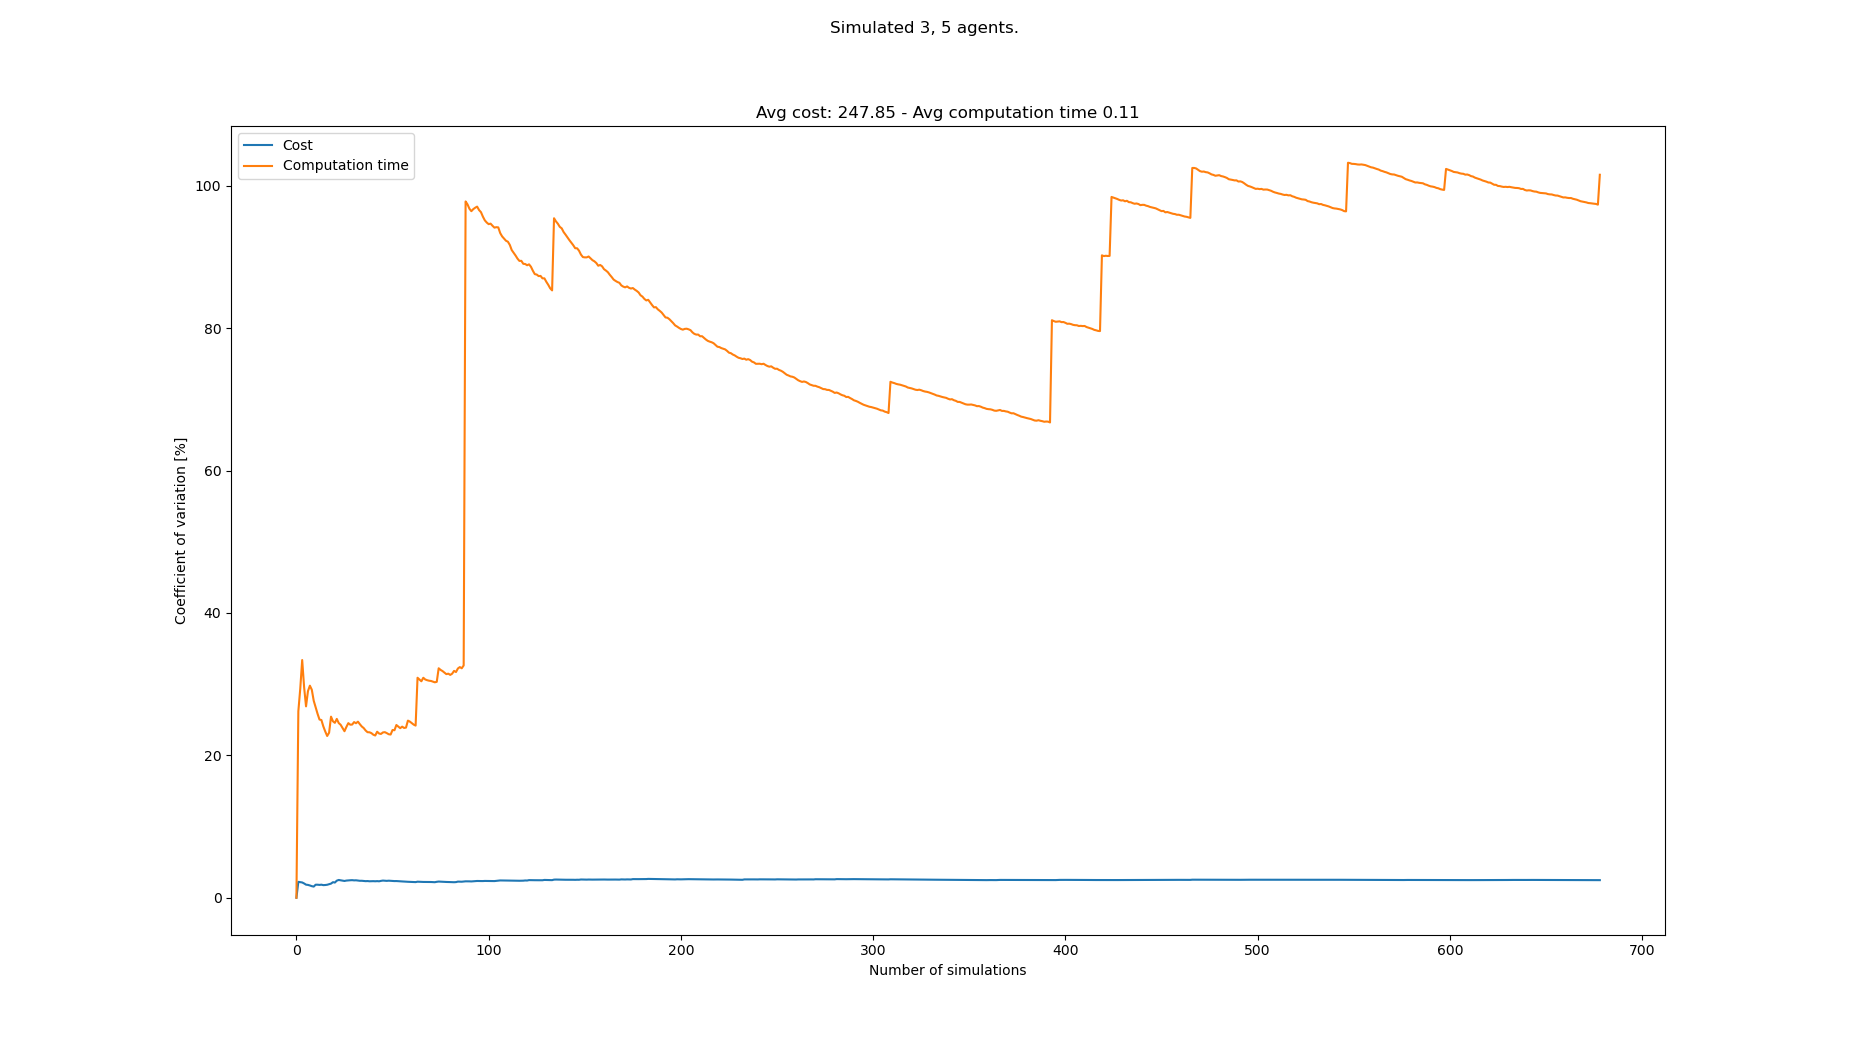 Simulated 3, 5 agents.
Avg cost: 247.85 - Avg computation time 0.11
Cost
Computation time
100
80
60
40
20
0
Coefficient of variation [%]
0 100 200 300 400 500 600 700
Number of simulations